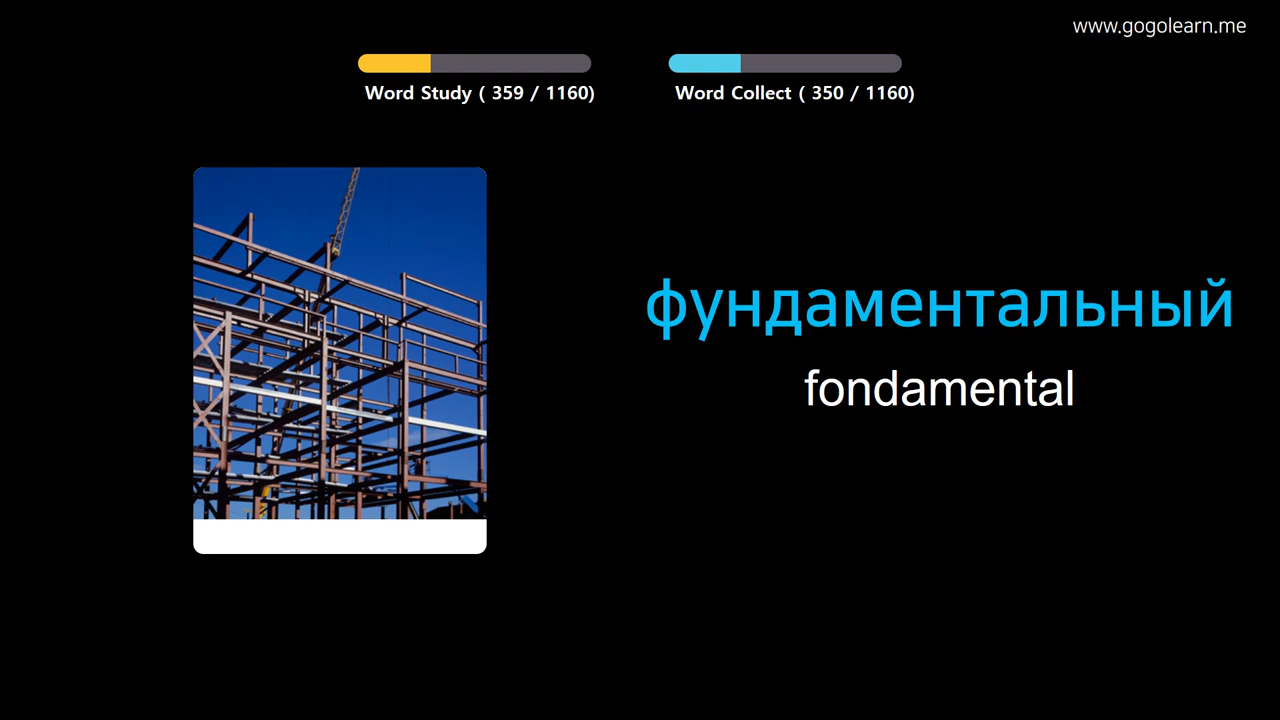 www.gogolearn.me
Word Study ( 359 / 1160)
Word Collect ( 350 / 1160)
фундаментальный
fondamental